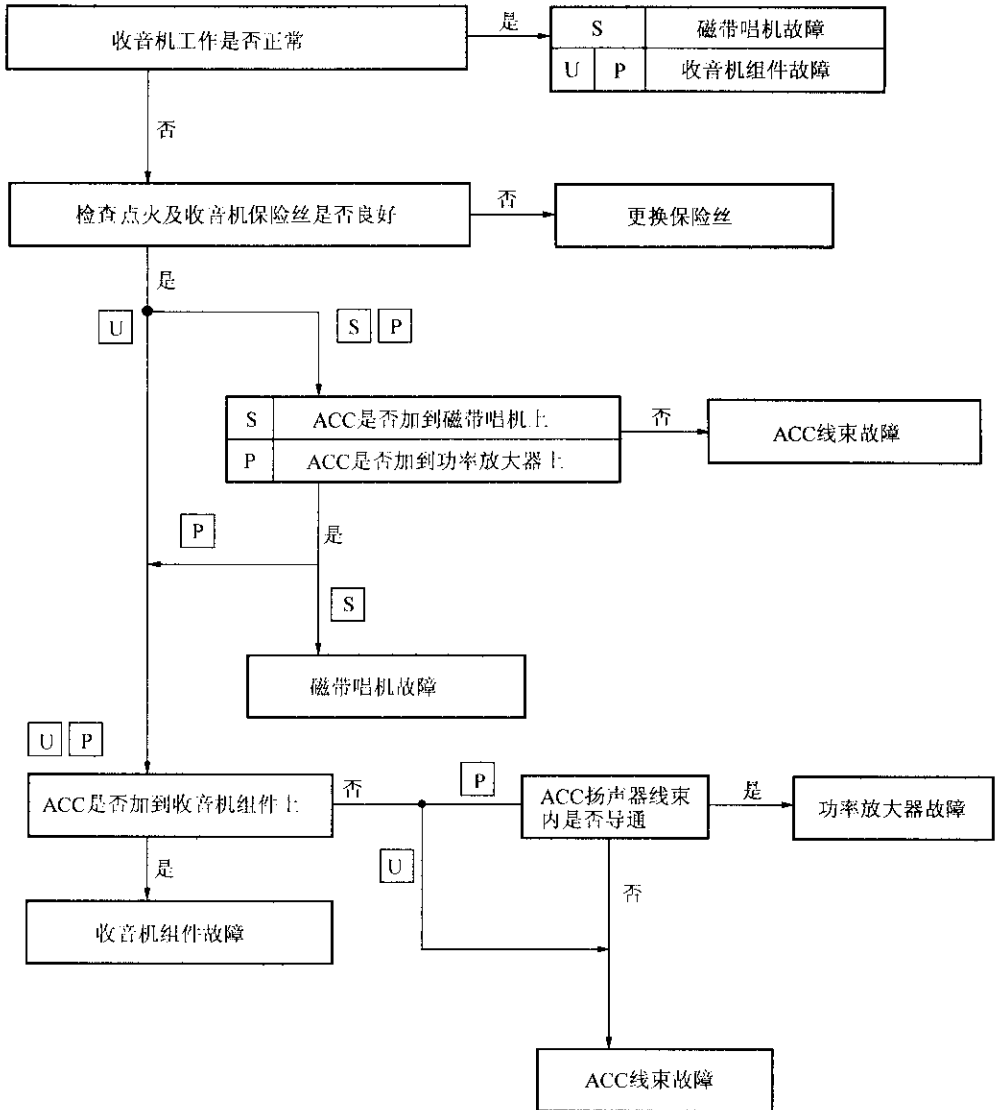 收音机工作是否正常
是
S 磁带唱机故障
U P 收音机组件故障
否
检查点火及收音机保险丝是否良好
否
更换保险丝
是
U
S P
S ACC是否加到磁带唱机上
P ACC是否加到功率放大器上
否
ACC线束故障
P
是
S
磁带唱机故障
U P
ACC是否加到收音机组件上
否
P
ACC扬声器线束
内是否导通
是
功率放大器故障
U
是
否
收音机组件故障
ACC线束故障